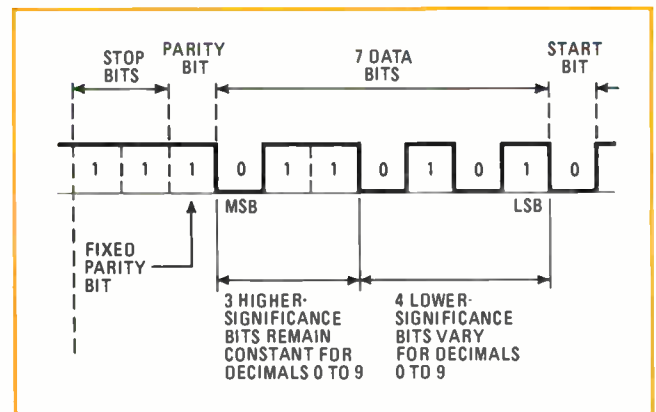 STOP
BITS
PARITY
BIT
7 DATA
BITS
START
BIT
1 1 1 0 1 1 0 1 0 1 0
MSB
LSB
FIXED
PARITY
BIT
3 HIGHER-
SIGNIFICANCE
BITS REMAIN
CONSTANT FOR
DECIMALS 0 TO 9
4 LOWER-
SIGNIFICANCE
BITS VARY
FOR DECIMALS
0 TO 9